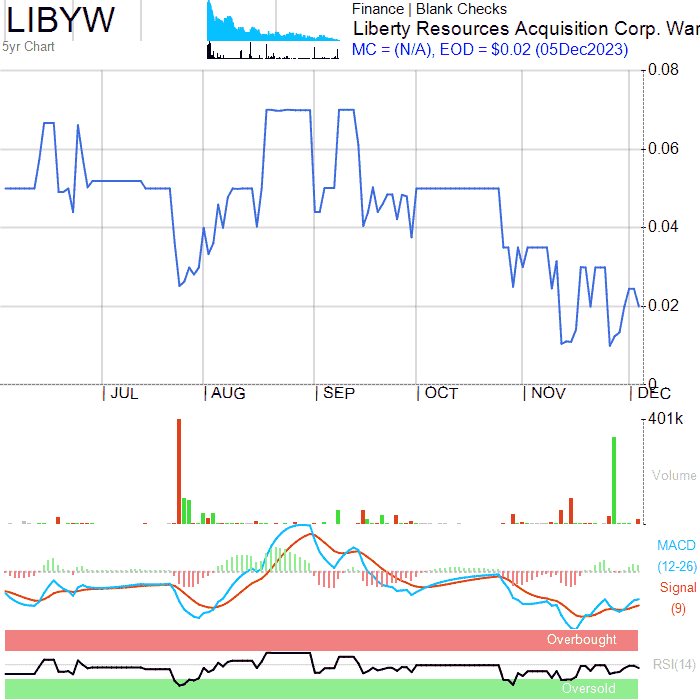 LIBYW
5yr Chart
Finance | Blank Checks
Liberty Resources Acquisition Corp. War
MC = (N/A), EOD = $0.02 (05Dec2023)
0.08
0.06
0.04
0.02
0
JUL AUG SEP OCT NOV DEC
401k
Volume
MACD
(12-26)
Signal
(9)
Overbought
RSI(14)
Oversold